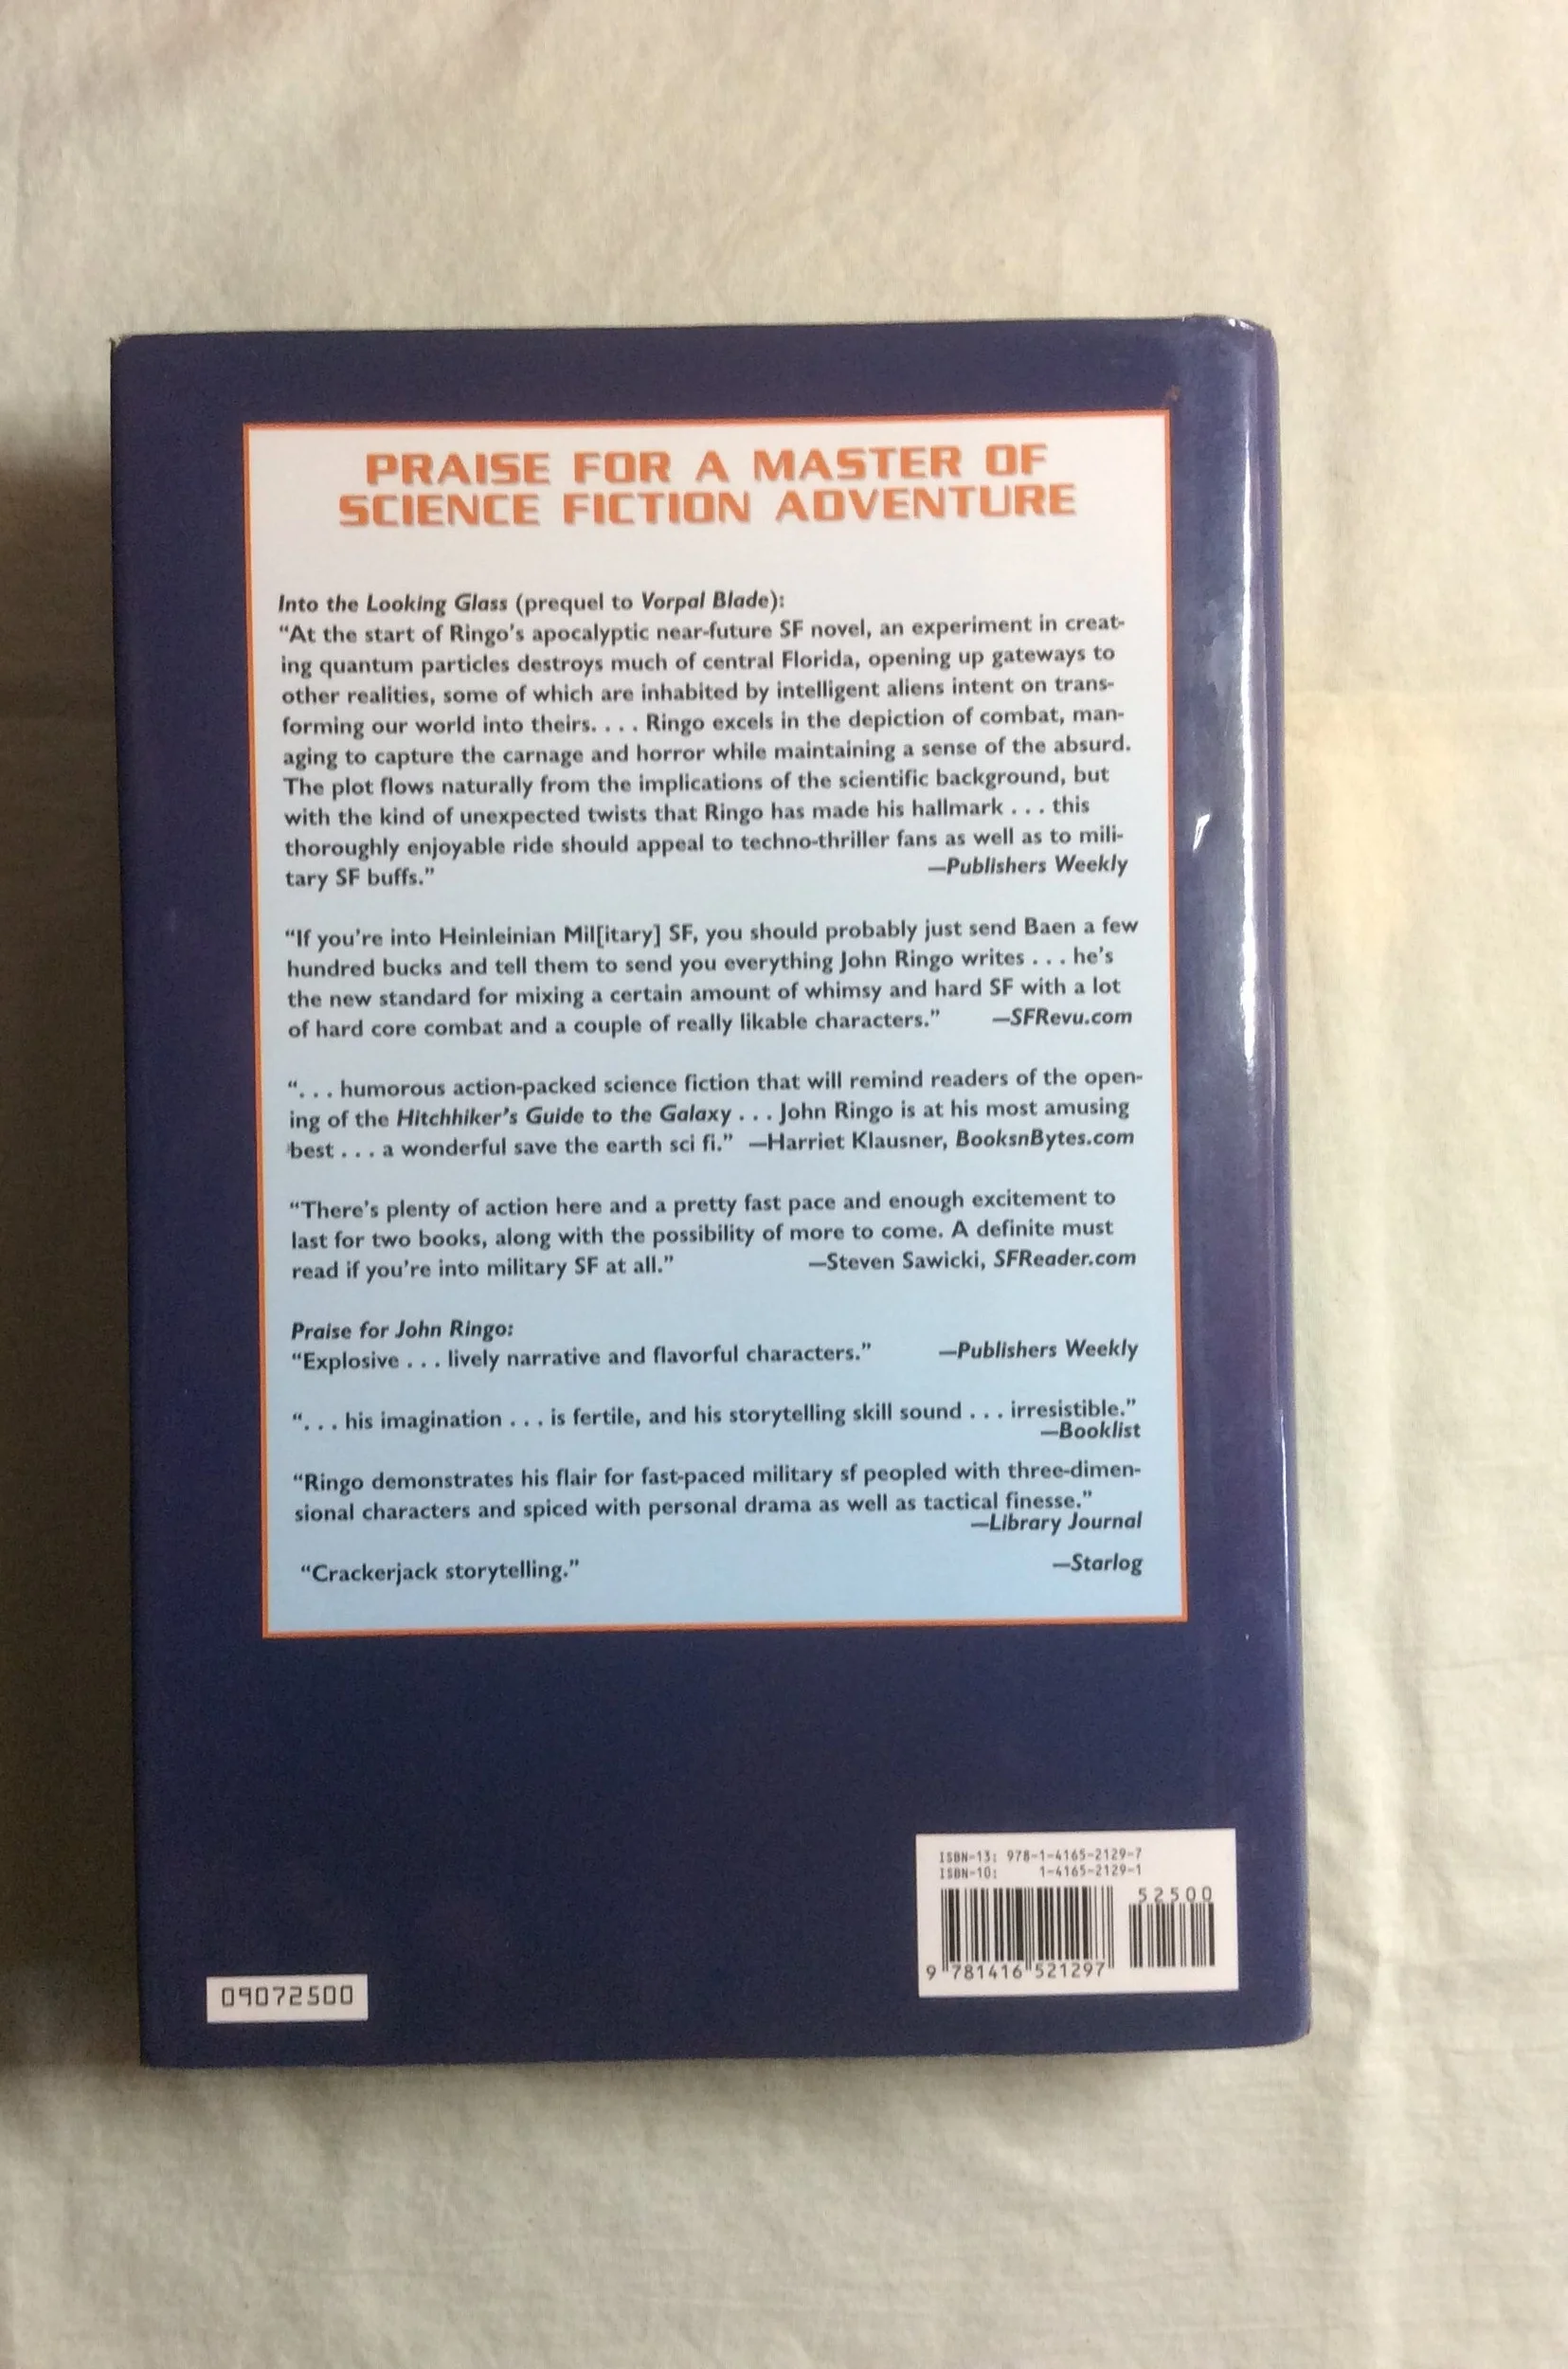 PRAISE FOR A MASTER OF
SCIENCE FICTION ADVENTURE
Into the Looking Glass (prequel to Vorpal Blade):
“At the start of Ringo’s apocalyptic near-future SF novel, an experiment in creat-
ing quantum particles destroys much of central Florida, opening up gateways to
other realities, some of which are inhabited by intelligent aliens intent on trans-
forming our world into theirs. . . . Ringo excels in the depiction of combat, man-
aging to capture the carnage and horror while maintaining a sense of the absurd.
The plot flows naturally from the implications of the scientific background, but
with the kind of unexpected twists that Ringo has made his hallmark . . . this
thoroughly enjoyable ride should appeal to techno-thriller fans as well as to mili-
tary SF buffs.” —Publishers Weekly
“If you’re into Heinleinian Mil[itary] SF, you should probably just send Baen a few
hundred bucks and tell them to send you everything John Ringo writes . . . he’s
the new standard for mixing a certain amount of whimsy and hard SF with a lot
of hard core combat and a couple of really likable characters.” —SFRevu.com
“. . . humorous action-packed science fiction that will remind readers of the open-
ing of the Hitchhiker’s Guide to the Galaxy . . . John Ringo is at his most amusing
best . . . a wonderful save the earth sci fi.” —Harriet Klausner, BooksnBytes.com
“There’s plenty of action here and a pretty fast pace and enough excitement to
last for two books, along with the possibility of more to come. A definite must
read if you’re into military SF at all.” —Steven Sawicki, SFReader.com
Praise for John Ringo:
“Explosive . . . lively narrative and flavorful characters.” —Publishers Weekly
“. . . his imagination . . . is fertile, and his storytelling skill sound . . . irresistible.”
—Booklist
“Ringo demonstrates his flair for fast-paced military sf peopled with three-dimen-
sional characters and spiced with personal drama as well as tactical finesse.”
—Library Journal
“Crackerjack storytelling.” —Starlog
ISBN-13: 978-1-4165-2129-7
ISBN-10: 1-4165-2129-1
52500
9 781416 521297
09072500